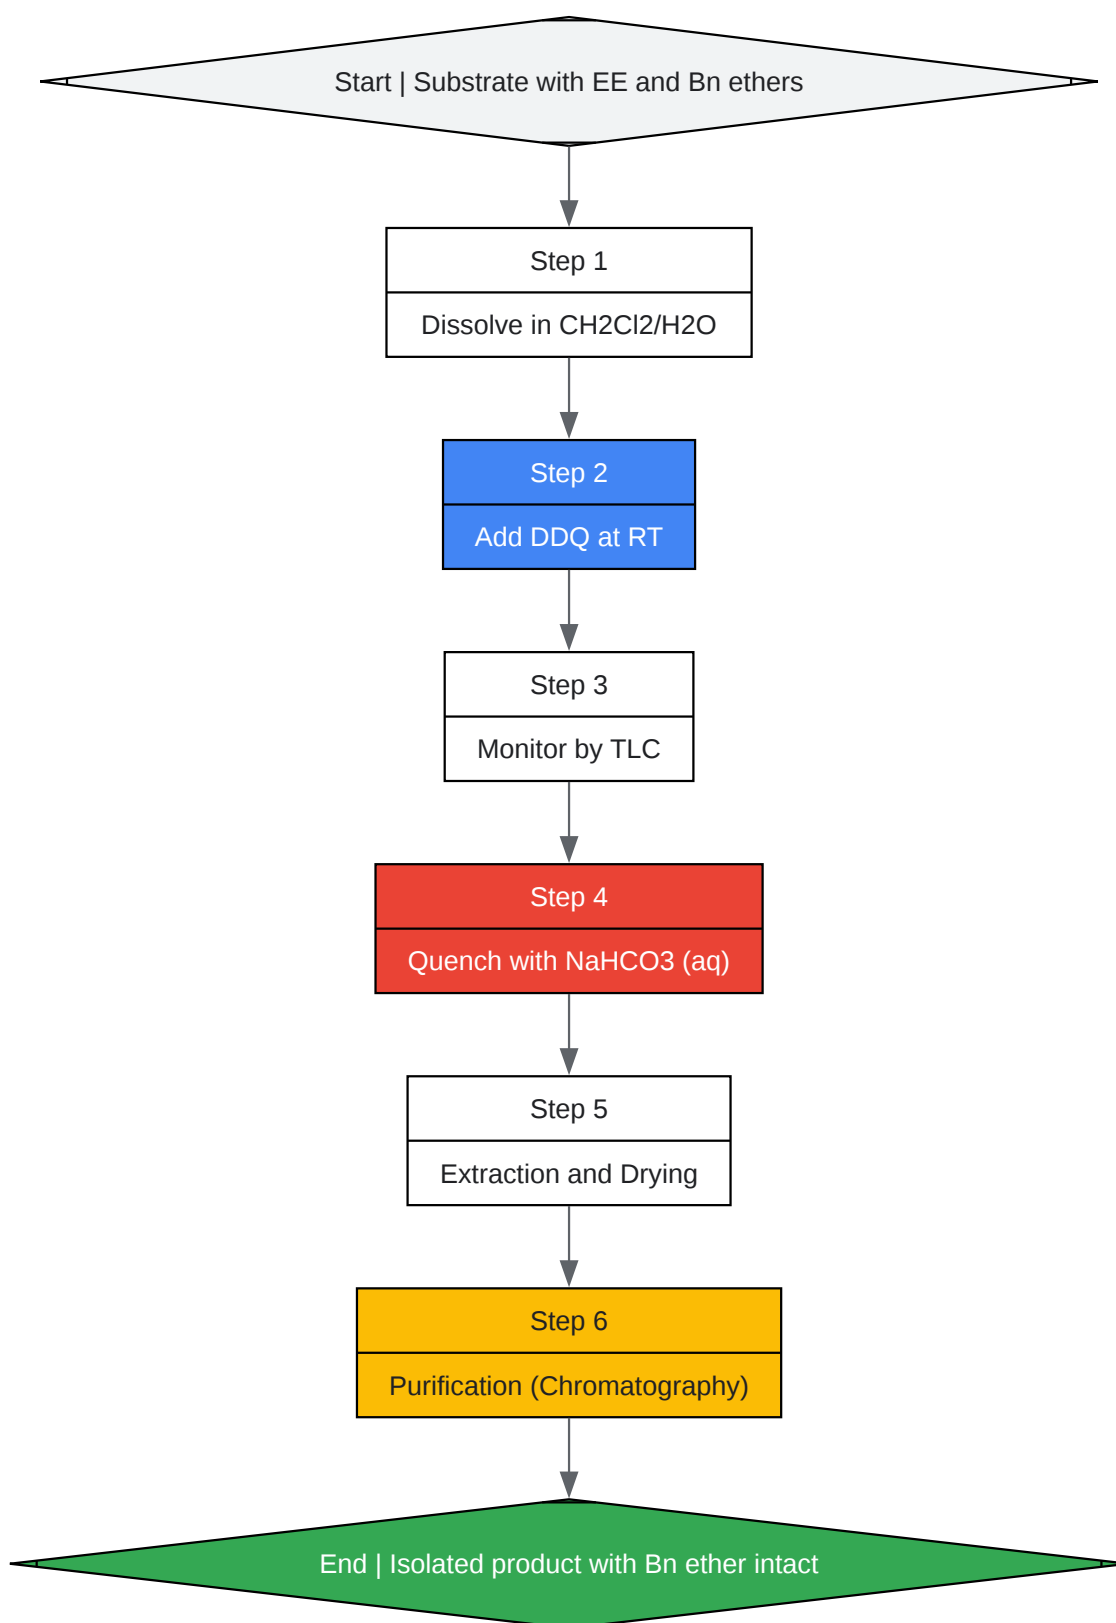 Start | Substrate with EE and Bn ethers
Step 1
Dissolve in CH2Cl2/H2O
Step 2
Add DDQ at RT
Step 3
Monitor by TLC
Step 4
Quench with NaHCO3 (aq)
Step 5
Extraction and Drying
Step 6
Purification (Chromatography)
End | Isolated product with Bn ether intact